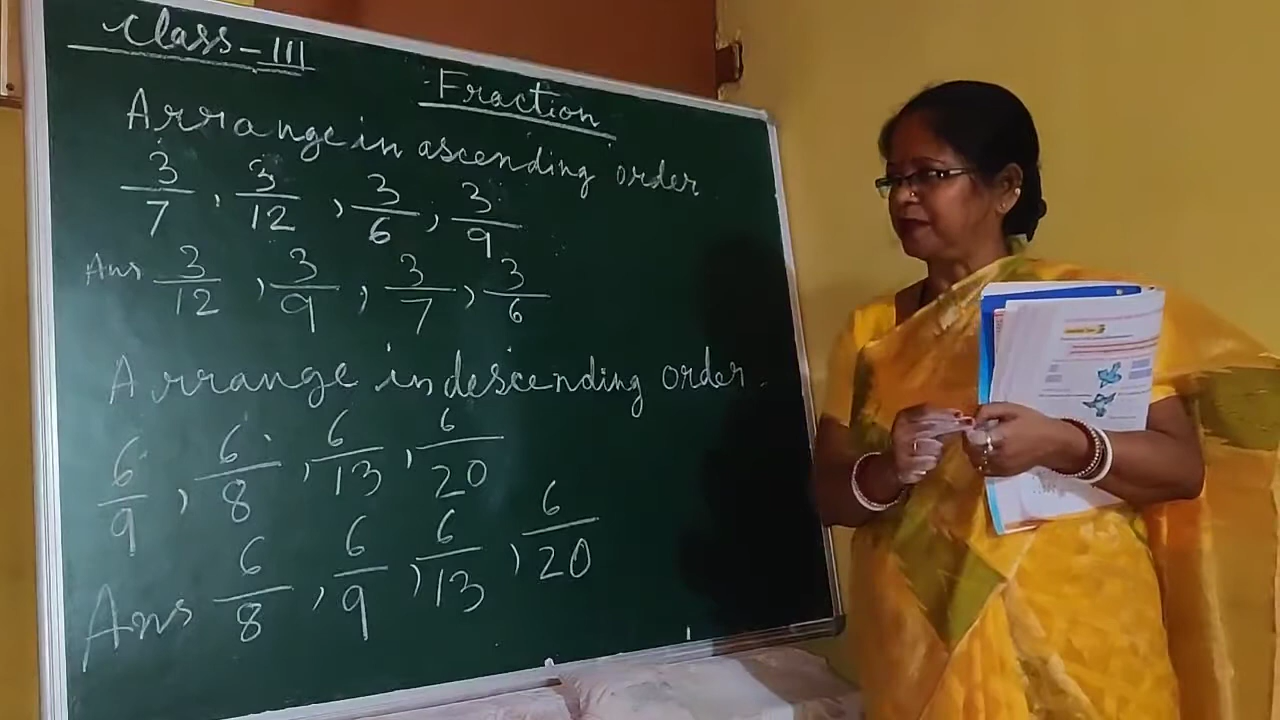 Class - III
Fraction
Arrange in ascending order
3/7, 3/12, 3/6, 3/9
Ans 3/12, 3/9, 3/7, 3/6
Arrange in descending order.
6/9, 6/8, 6/13, 6/20
Ans 6/8, 6/9, 6/13, 6/20